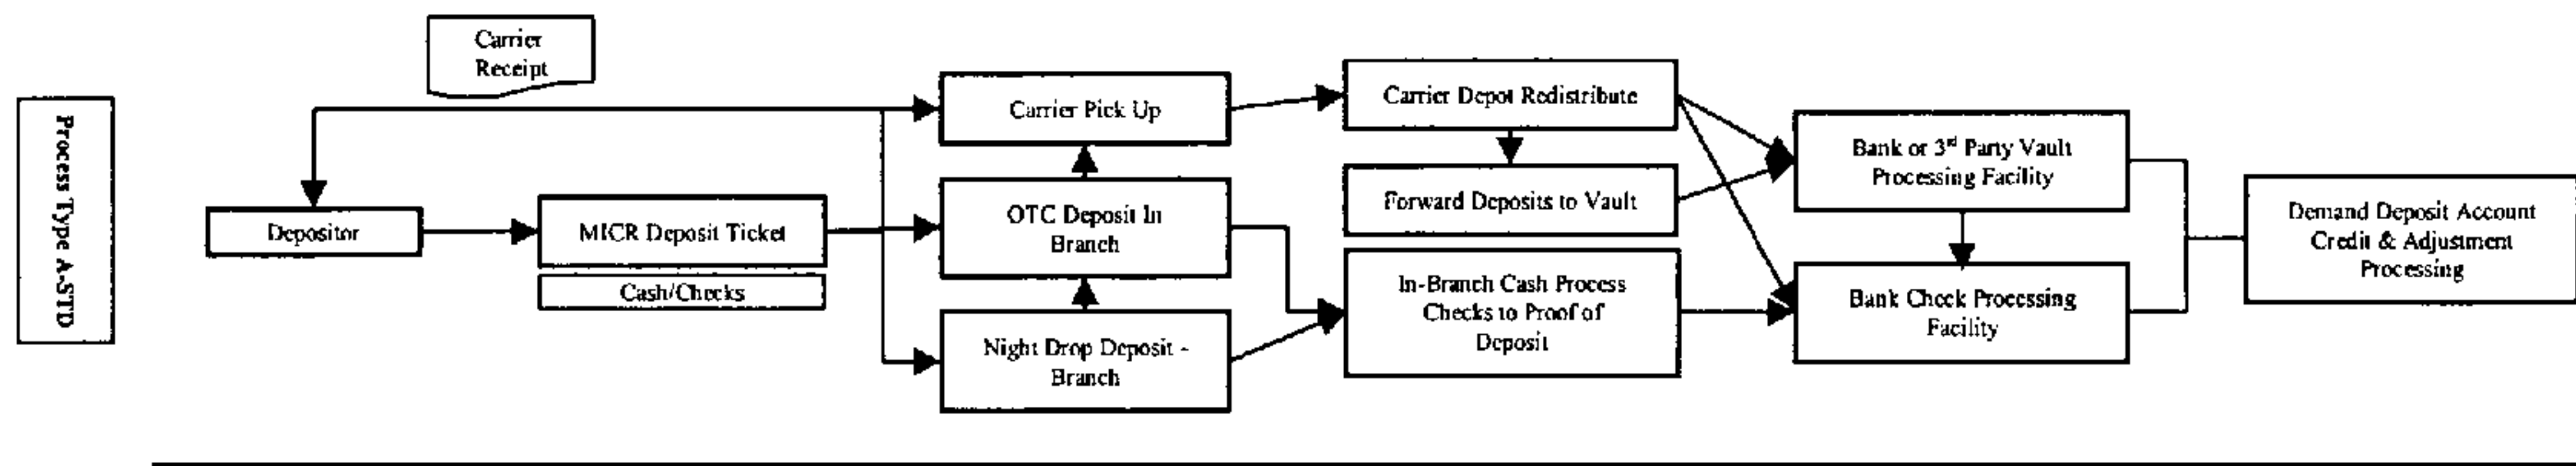 Carrier
Receipt
Process Type A-STD
Depositor
MICR Deposit Ticket
Cash/Checks
Carrier Pick Up
OTC Deposit In
Branch
Night Drop Deposit -
Branch
Carrier Depot Redistribute
Forward Deposits to Vault
In-Branch Cash Process
Checks to Proof of
Deposit
Bank or 3rd Party Vault
Processing Facility
Bank Check Processing
Facility
Demand Deposit Account
Credit & Adjustment
Processing